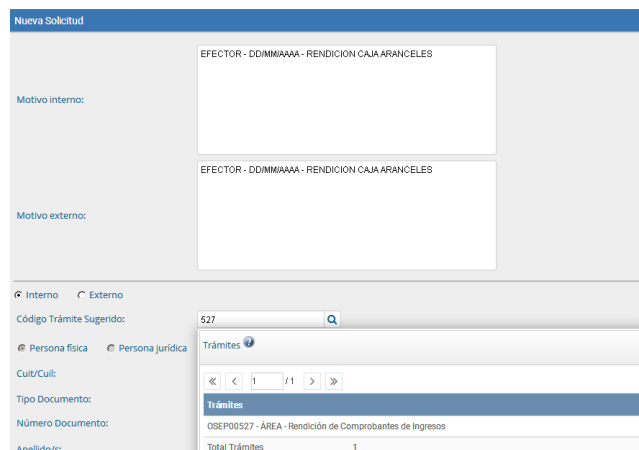 Nueva Solicitud
EFECTOR - DD/MM/AAAA - RENDICION CAJA ARANCELES
Motivo interno:
EFECTOR - DD/MM/AAAA - RENDICION CAJA ARANCELES
Motivo externo:
Interno Externo
Código Trámite Sugerido: 527
Persona física Persona jurídica Trámites ?
Cuit/Cuil:
1 / 1
Tipo Documento:
Trámites
Número Documento:
OSEP00527 - ÁREA - Rendición de Comprobantes de Ingresos
Apellido/s:
Total Trámites 1